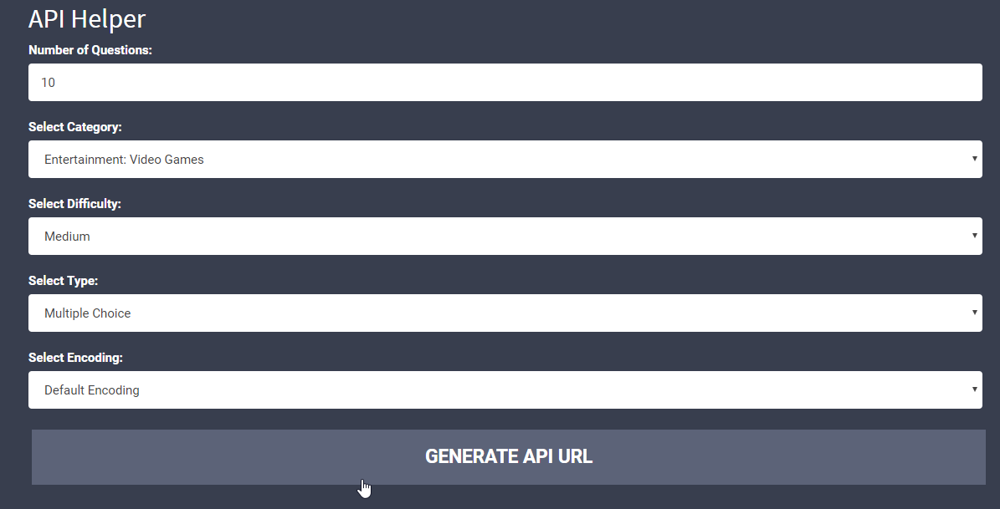 API Helper
Number of Questions:
10
Select Category:
Entertainment: Video Games
Select Difficulty:
Medium
Select Type:
Multiple Choice
Select Encoding:
Default Encoding
GENERATE API URL